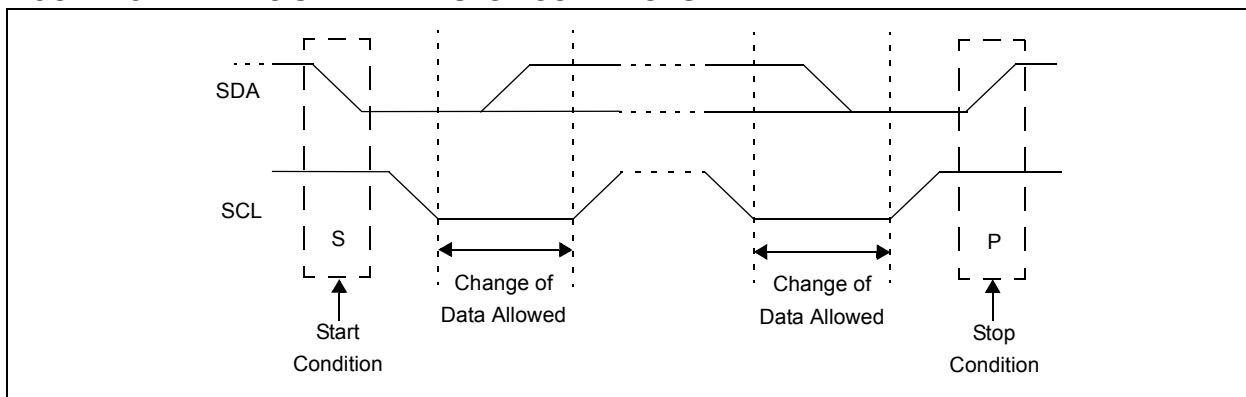 SDA
SCL
S
P
Change of
Data Allowed
Change of
Data Allowed
Start
Condition
Stop
Condition